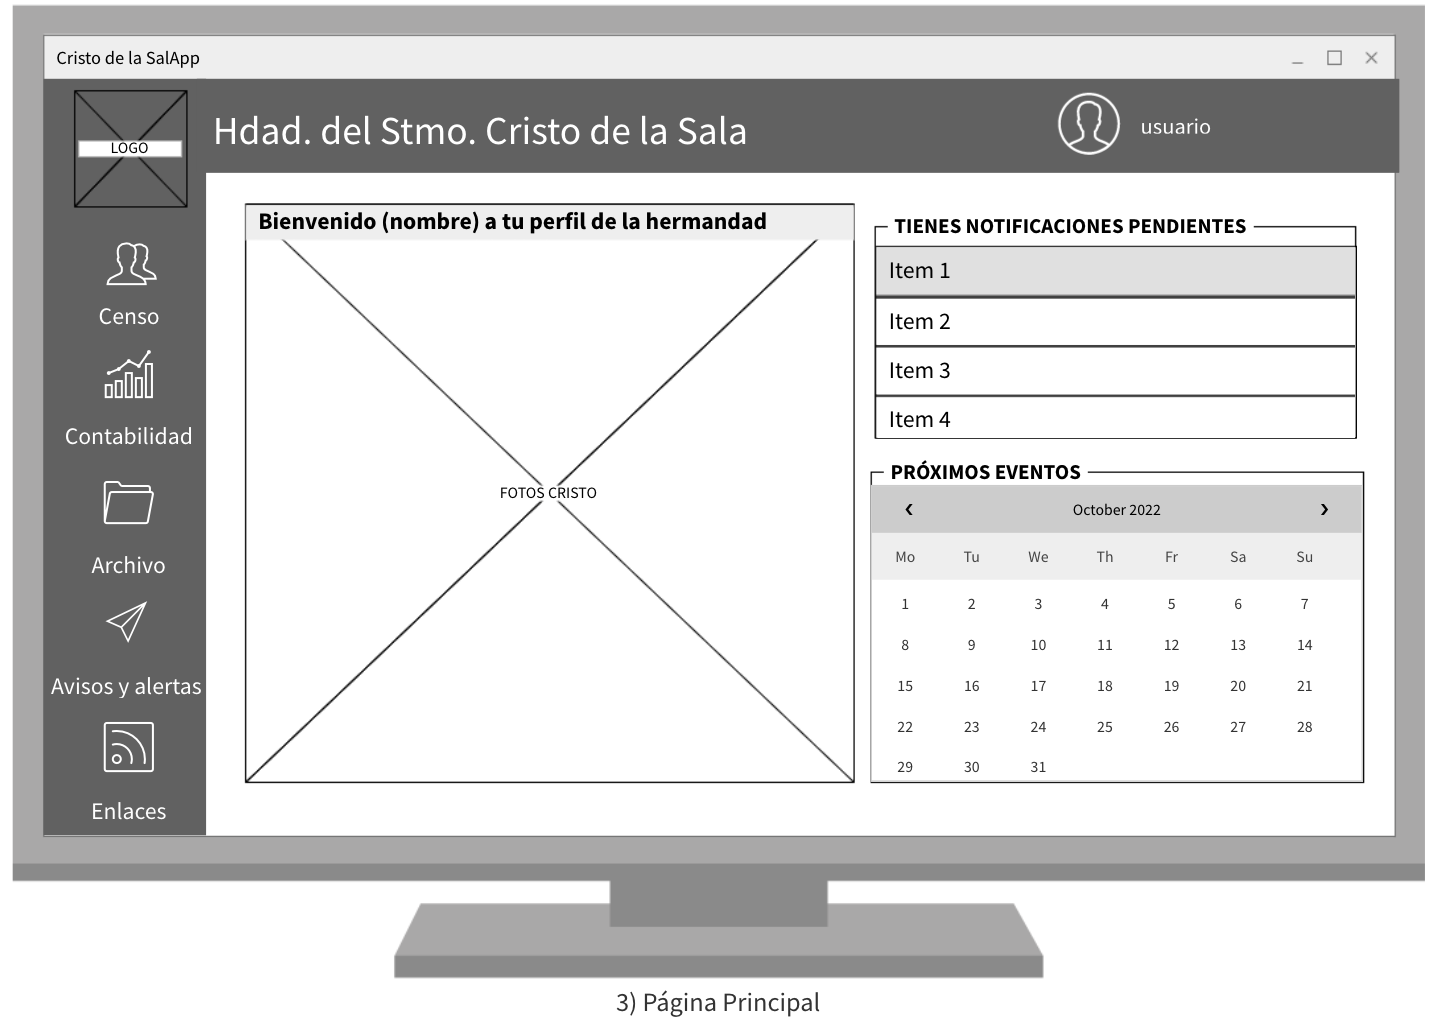 Cristo de la SalApp
LOGO
Hdad. del Stmo. Cristo de la Sala
usuario
Censo
Contabilidad
Archivo
Avisos y alertas
Enlaces
Bienvenido (nombre) a tu perfil de la hermandad
FOTOS CRISTO
TIENES NOTIFICACIONES PENDIENTES
Item 1
Item 2
Item 3
Item 4
PRÓXIMOS EVENTOS
October 2022
Mo Tu We Th Fr Sa Su
1 2 3 4 5 6 7
8 9 10 11 12 13 14
15 16 17 18 19 20 21
22 23 24 25 26 27 28
29 30 31
3) Página Principal